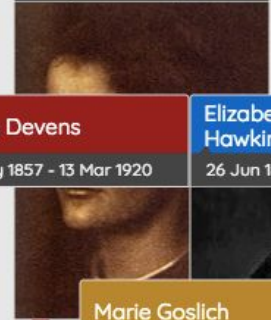 Devens
Elizabe
Hawkin
y 1857 - 13 Mar 1920
26 Jun 1
Marie Goslich